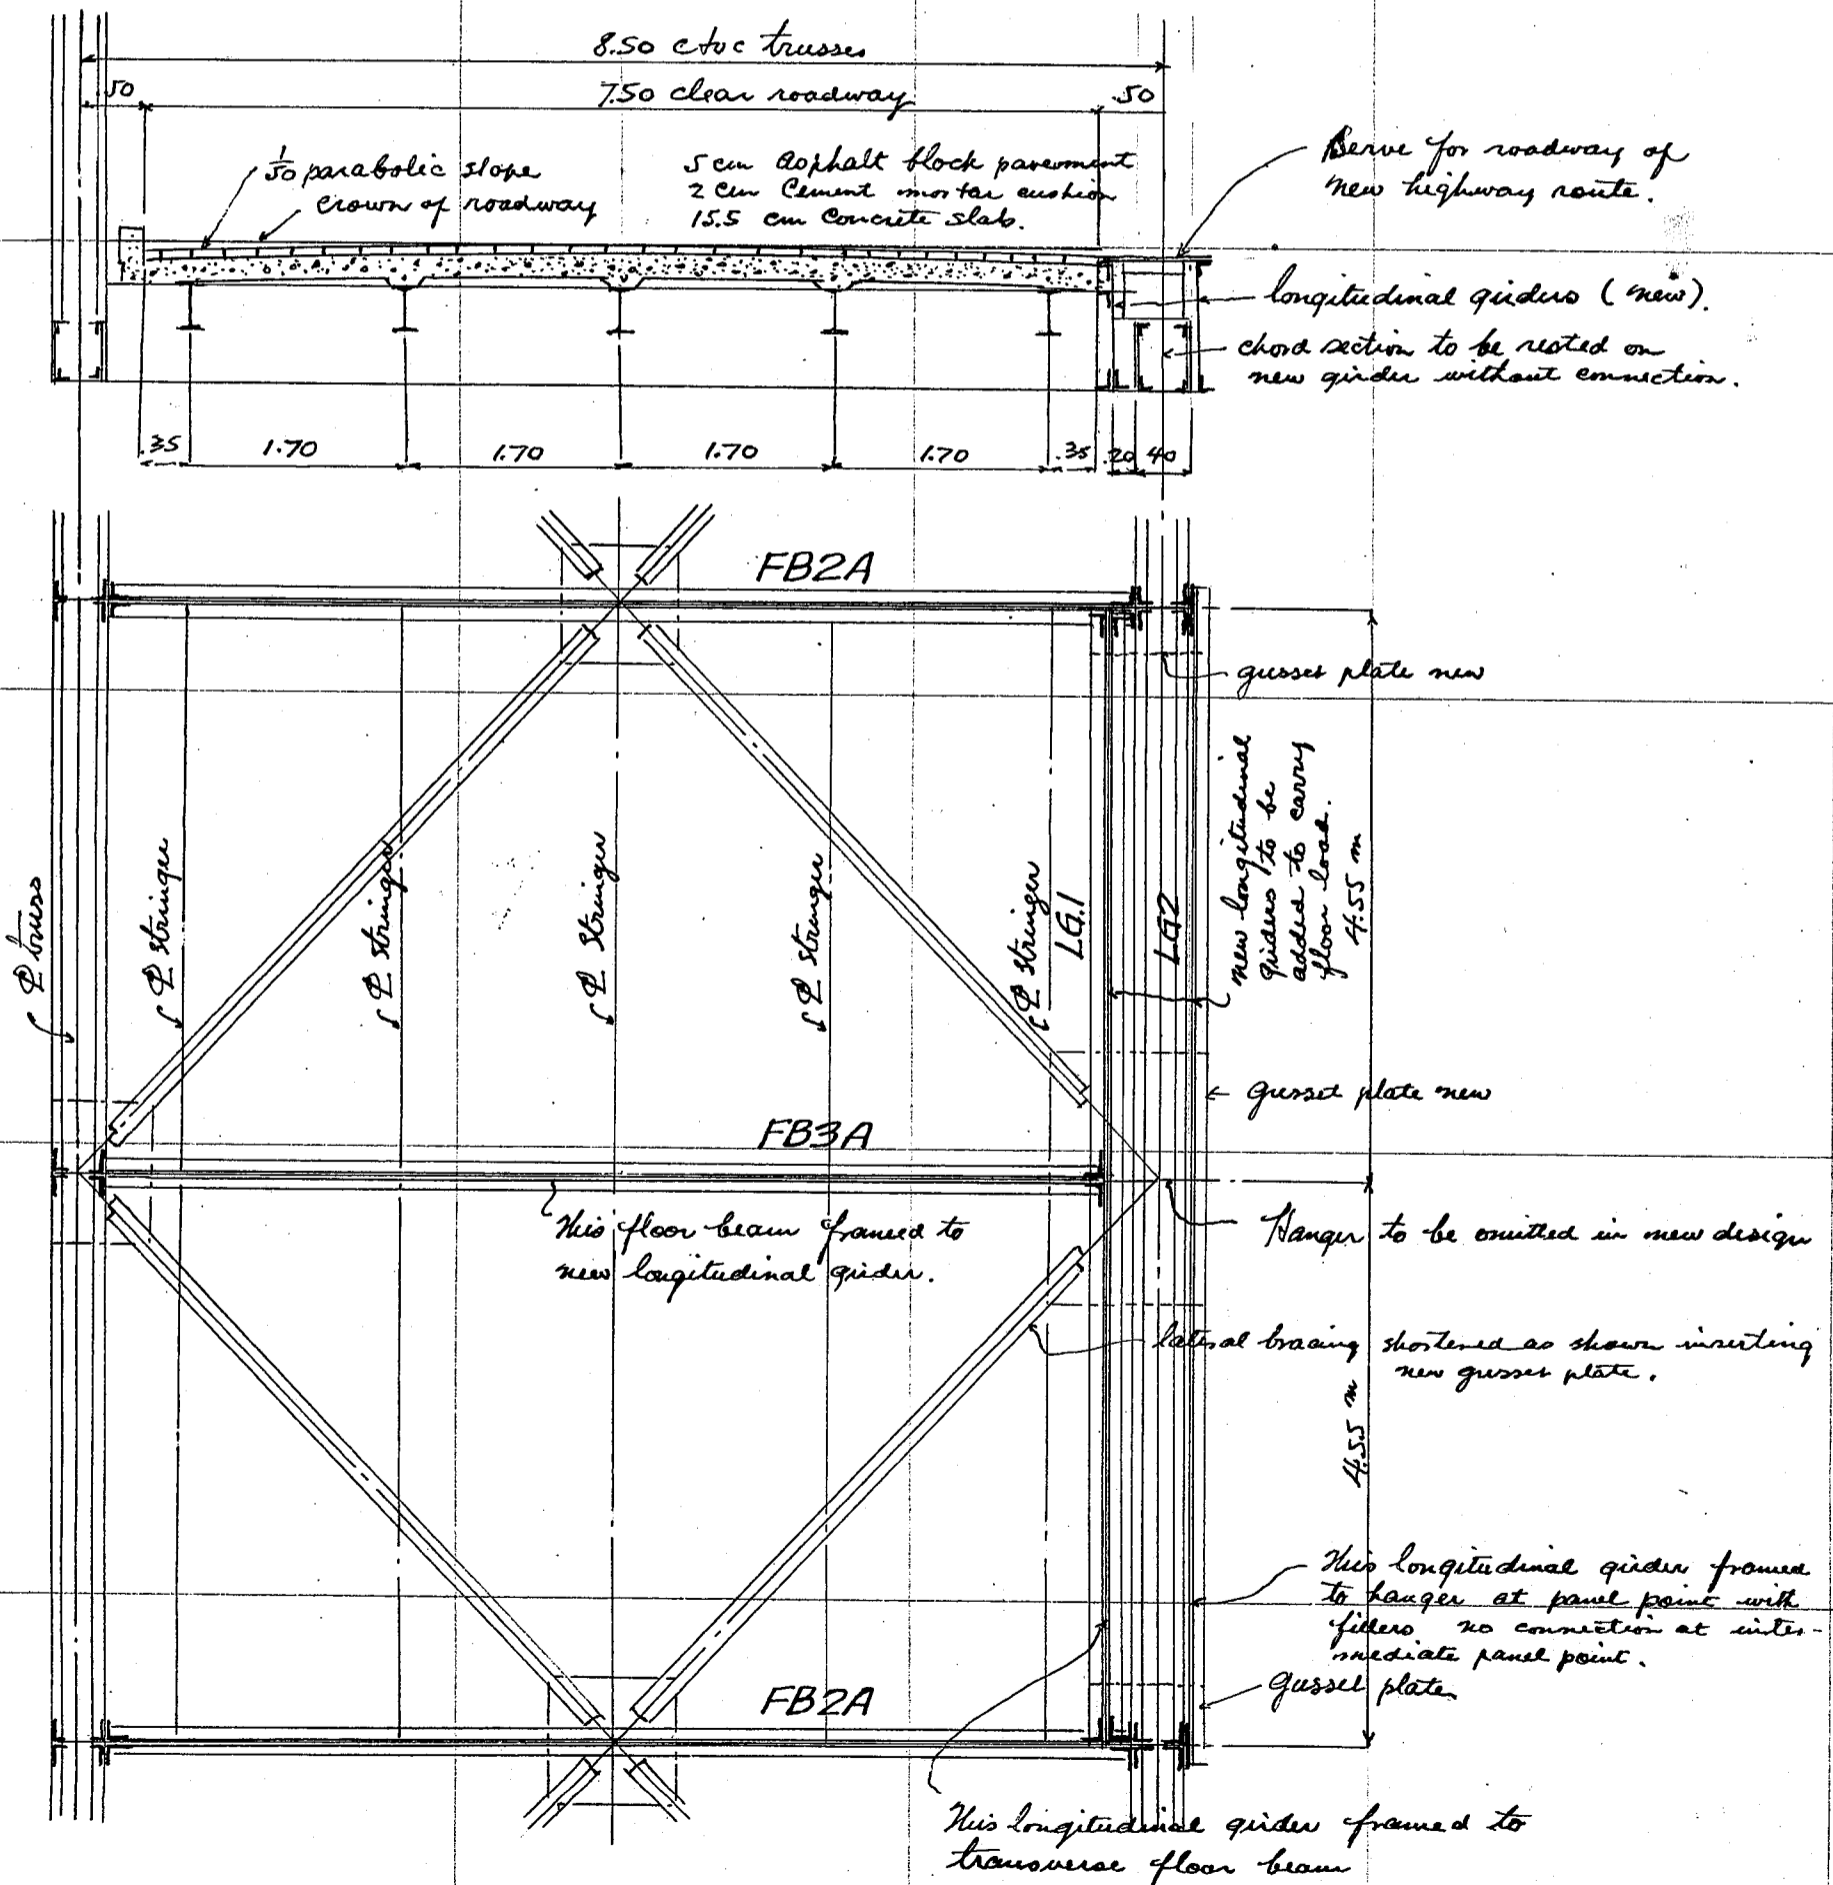 8.50 c to c trusses
.50
7.50 clear roadway
.50
1/50 parabolic slope
crown of roadway
5 cm Asphalt block pavement
2 cm Cement mortar cushion
15.5 cm Concrete slab.
Berve for roadway of
new highway route.
longitudinal girders (new).
chord section to be rested on
new girder without connection.
.35
1.70
1.70
1.70
1.70
.35
.20
40
FB2A
gusset plate new
new longitudinal
girders to be
added to carry
floor load.
4.55 m
℄ truss
℄ stringer
℄ stringer
℄ stringer
℄ stringer
℄ stringer
LG.1
LG2
gusset plate new
FB3A
This floor beam framed to
new longitudinal girder.
Hanger to be omitted in new design
lateral bracing shortened as shown inserting
new gusset plate.
4.55 m
This longitudinal girder framed
to hanger at panel point with
fillers no connection at inter-
mediate panel point.
gusset plate
FB2A
This longitudinal girder framed to
transverse floor beam